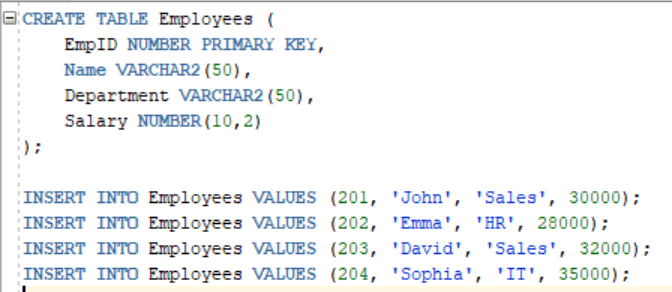 CREATE TABLE Employees (
    EmpID NUMBER PRIMARY KEY,
    Name VARCHAR2(50),
    Department VARCHAR2(50),
    Salary NUMBER(10,2)
);

INSERT INTO Employees VALUES (201, 'John', 'Sales', 30000);
INSERT INTO Employees VALUES (202, 'Emma', 'HR', 28000);
INSERT INTO Employees VALUES (203, 'David', 'Sales', 32000);
INSERT INTO Employees VALUES (204, 'Sophia', 'IT', 35000);